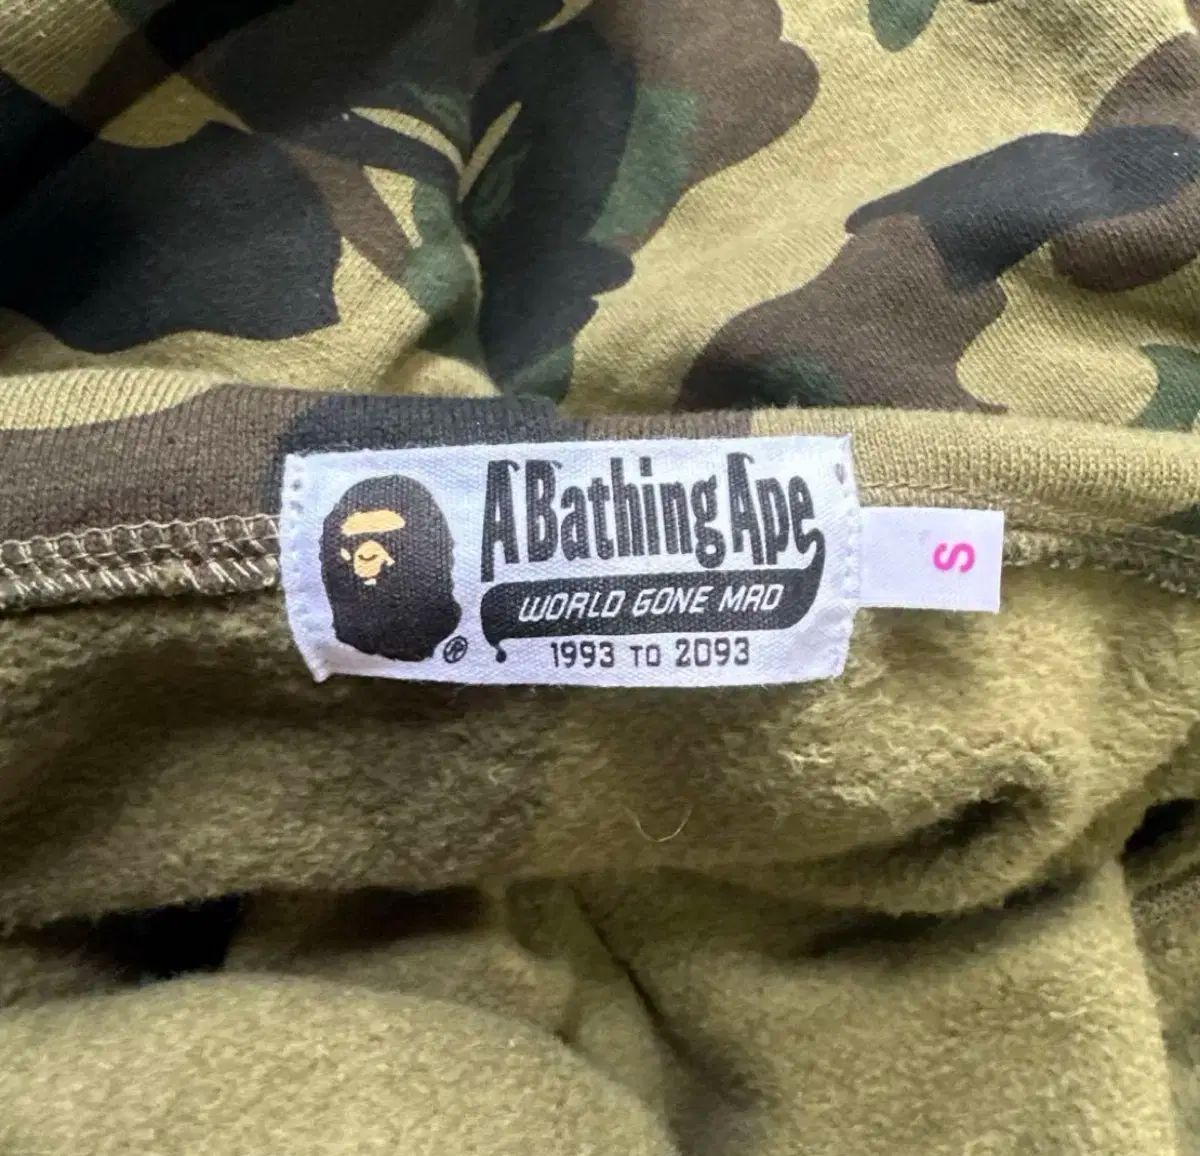 A Bathing Ape
WORLD GONE MAD
1993 TO 2093
S